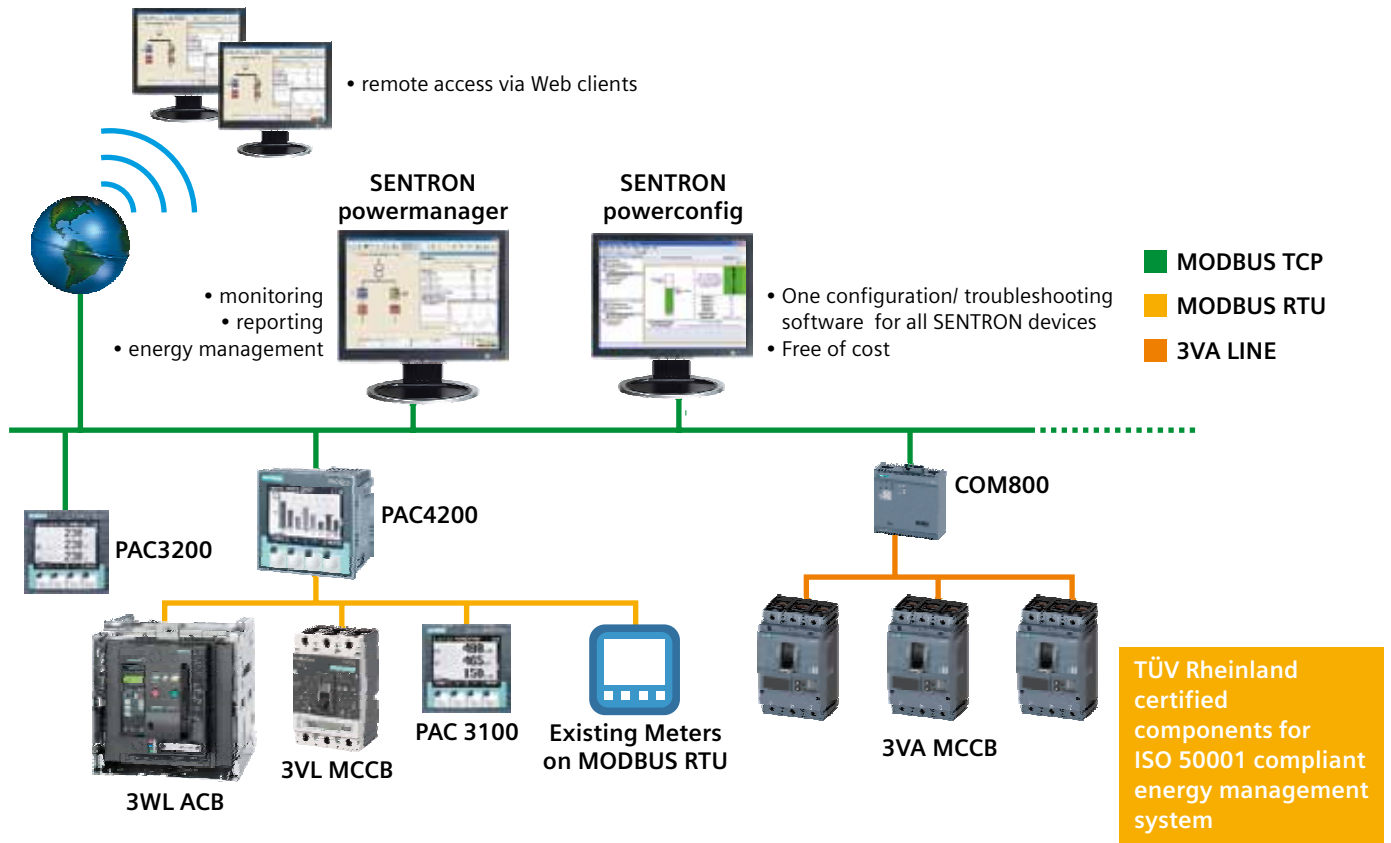 • remote access via Web clients
SENTRON
powermanager
SENTRON
powerconfig
• monitoring
• reporting
• energy management
• One configuration/ troubleshooting
software for all SENTRON devices
• Free of cost
MODBUS TCP
MODBUS RTU
3VA LINE
PAC3200
PAC4200
COM800
3WL ACB
3VL MCCB
PAC 3100
Existing Meters
on MODBUS RTU
3VA MCCB
TÜV Rheinland
certified
components for
ISO 50001 compliant
energy management
system